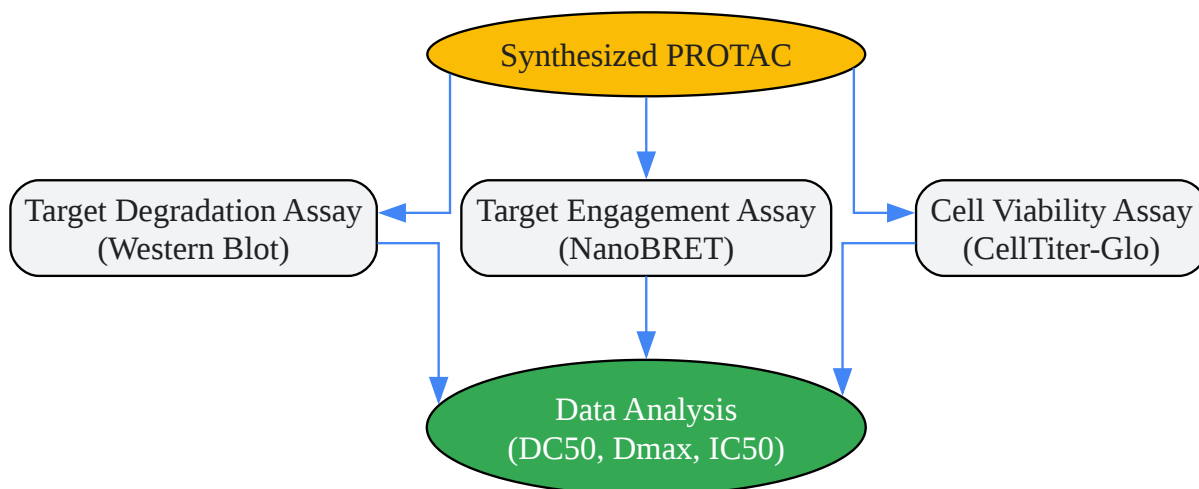 Synthesized PROTAC
Target Degradation Assay
(Western Blot)
Target Engagement Assay
(NanoBRET)
Cell Viability Assay
(CellTiter-Glo)
Data Analysis
(DC50, Dmax, IC50)